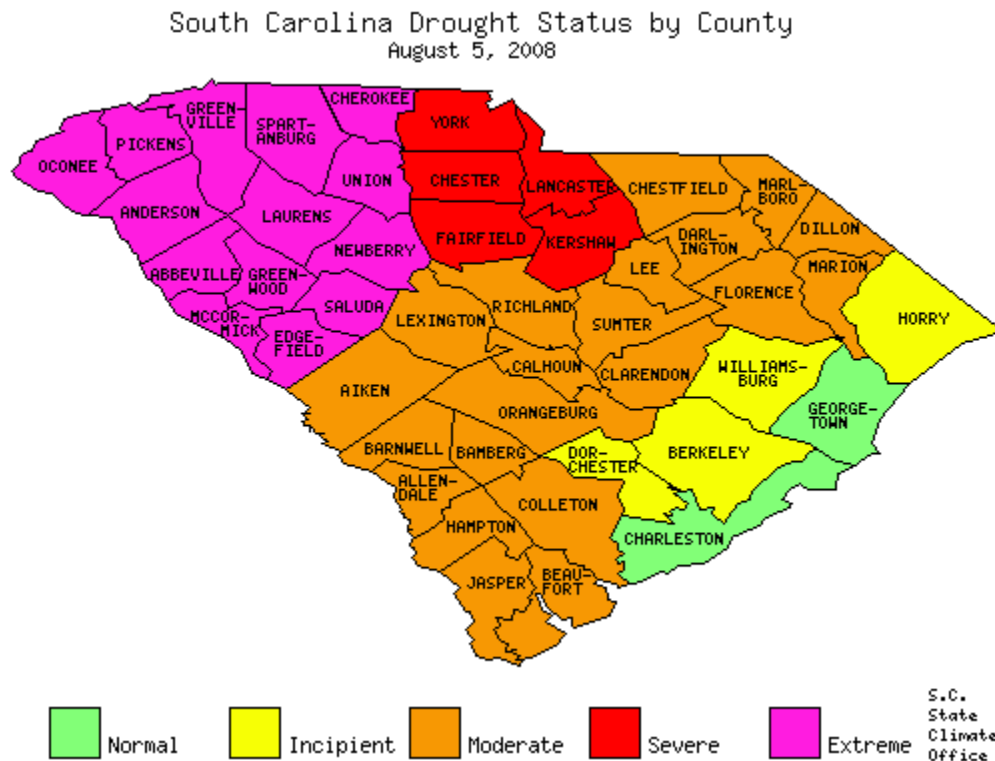 South Carolina Drought Status by County
August 5, 2008
CHEROKEE
GREEN-
VILLE
SPART-
ANBURG
YORK
PICKENS
OCONEE
UNION
CHESTER
LANCASTER
CHESTFIELD
MARL-
BORO
ANDERSON
LAURENS
DILLON
NEWBERRY
FAIRFIELD
KERSHAW
DARL-
INGTON
ABBEVILLE
GREEN-
WOOD
LEE
MARION
SALUDA
RICHLAND
FLORENCE
MCCOR-
MICK
EDGE-
FIELD
LEXINGTON
SUMTER
HORRY
CALHOUN
CLARENDON
WILLIAMS-
BURG
AIKEN
ORANGEBURG
GEORGE-
TOWN
BARNWELL
BAMBERG
DOR-
CHESTER
BERKELEY
ALLEN-
DALE
COLLETON
HAMPTON
CHARLESTON
JASPER
BEAU-
FORT
Normal
Incipient
Moderate
Severe
Extreme
S.C.
State
Climate
Office